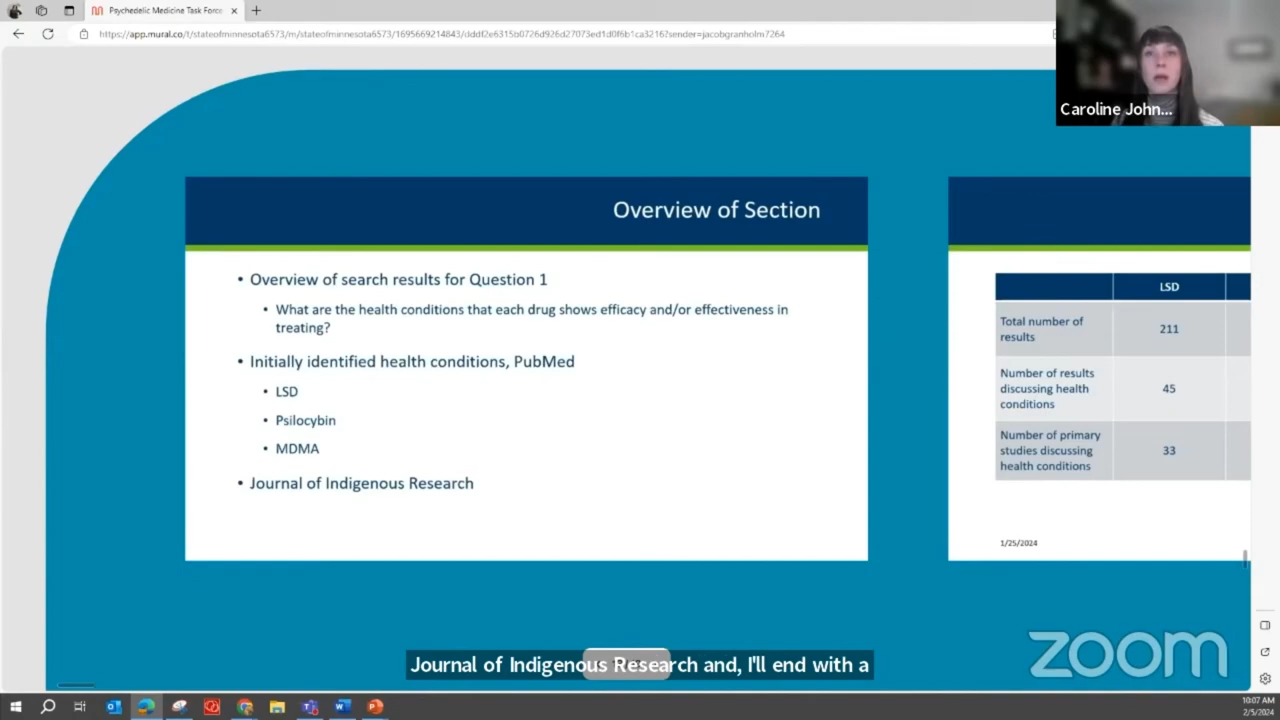 Psychedelic Medicine Task Force
https://app.mural.co/t/stateofminnesota6573/m/stateofminnesota6573/1695669214843/dddf2e6315b0726d926d27073ed1d0f6b1ca3216?sender=jacobgranholm7264
Caroline John...
Overview of Section
• Overview of search results for Question 1
• What are the health conditions that each drug shows efficacy and/or effectiveness in
treating?
• Initially identified health conditions, PubMed
• LSD
• Psilocybin
• MDMA
• Journal of Indigenous Research
LSD
Total number of
results
211
Number of results
discussing health
conditions
45
Number of primary
studies discussing
health conditions
33
1/25/2024
Journal of Indigenous Research and, I'll end with a
zoom
10:07 AM
2/5/2024